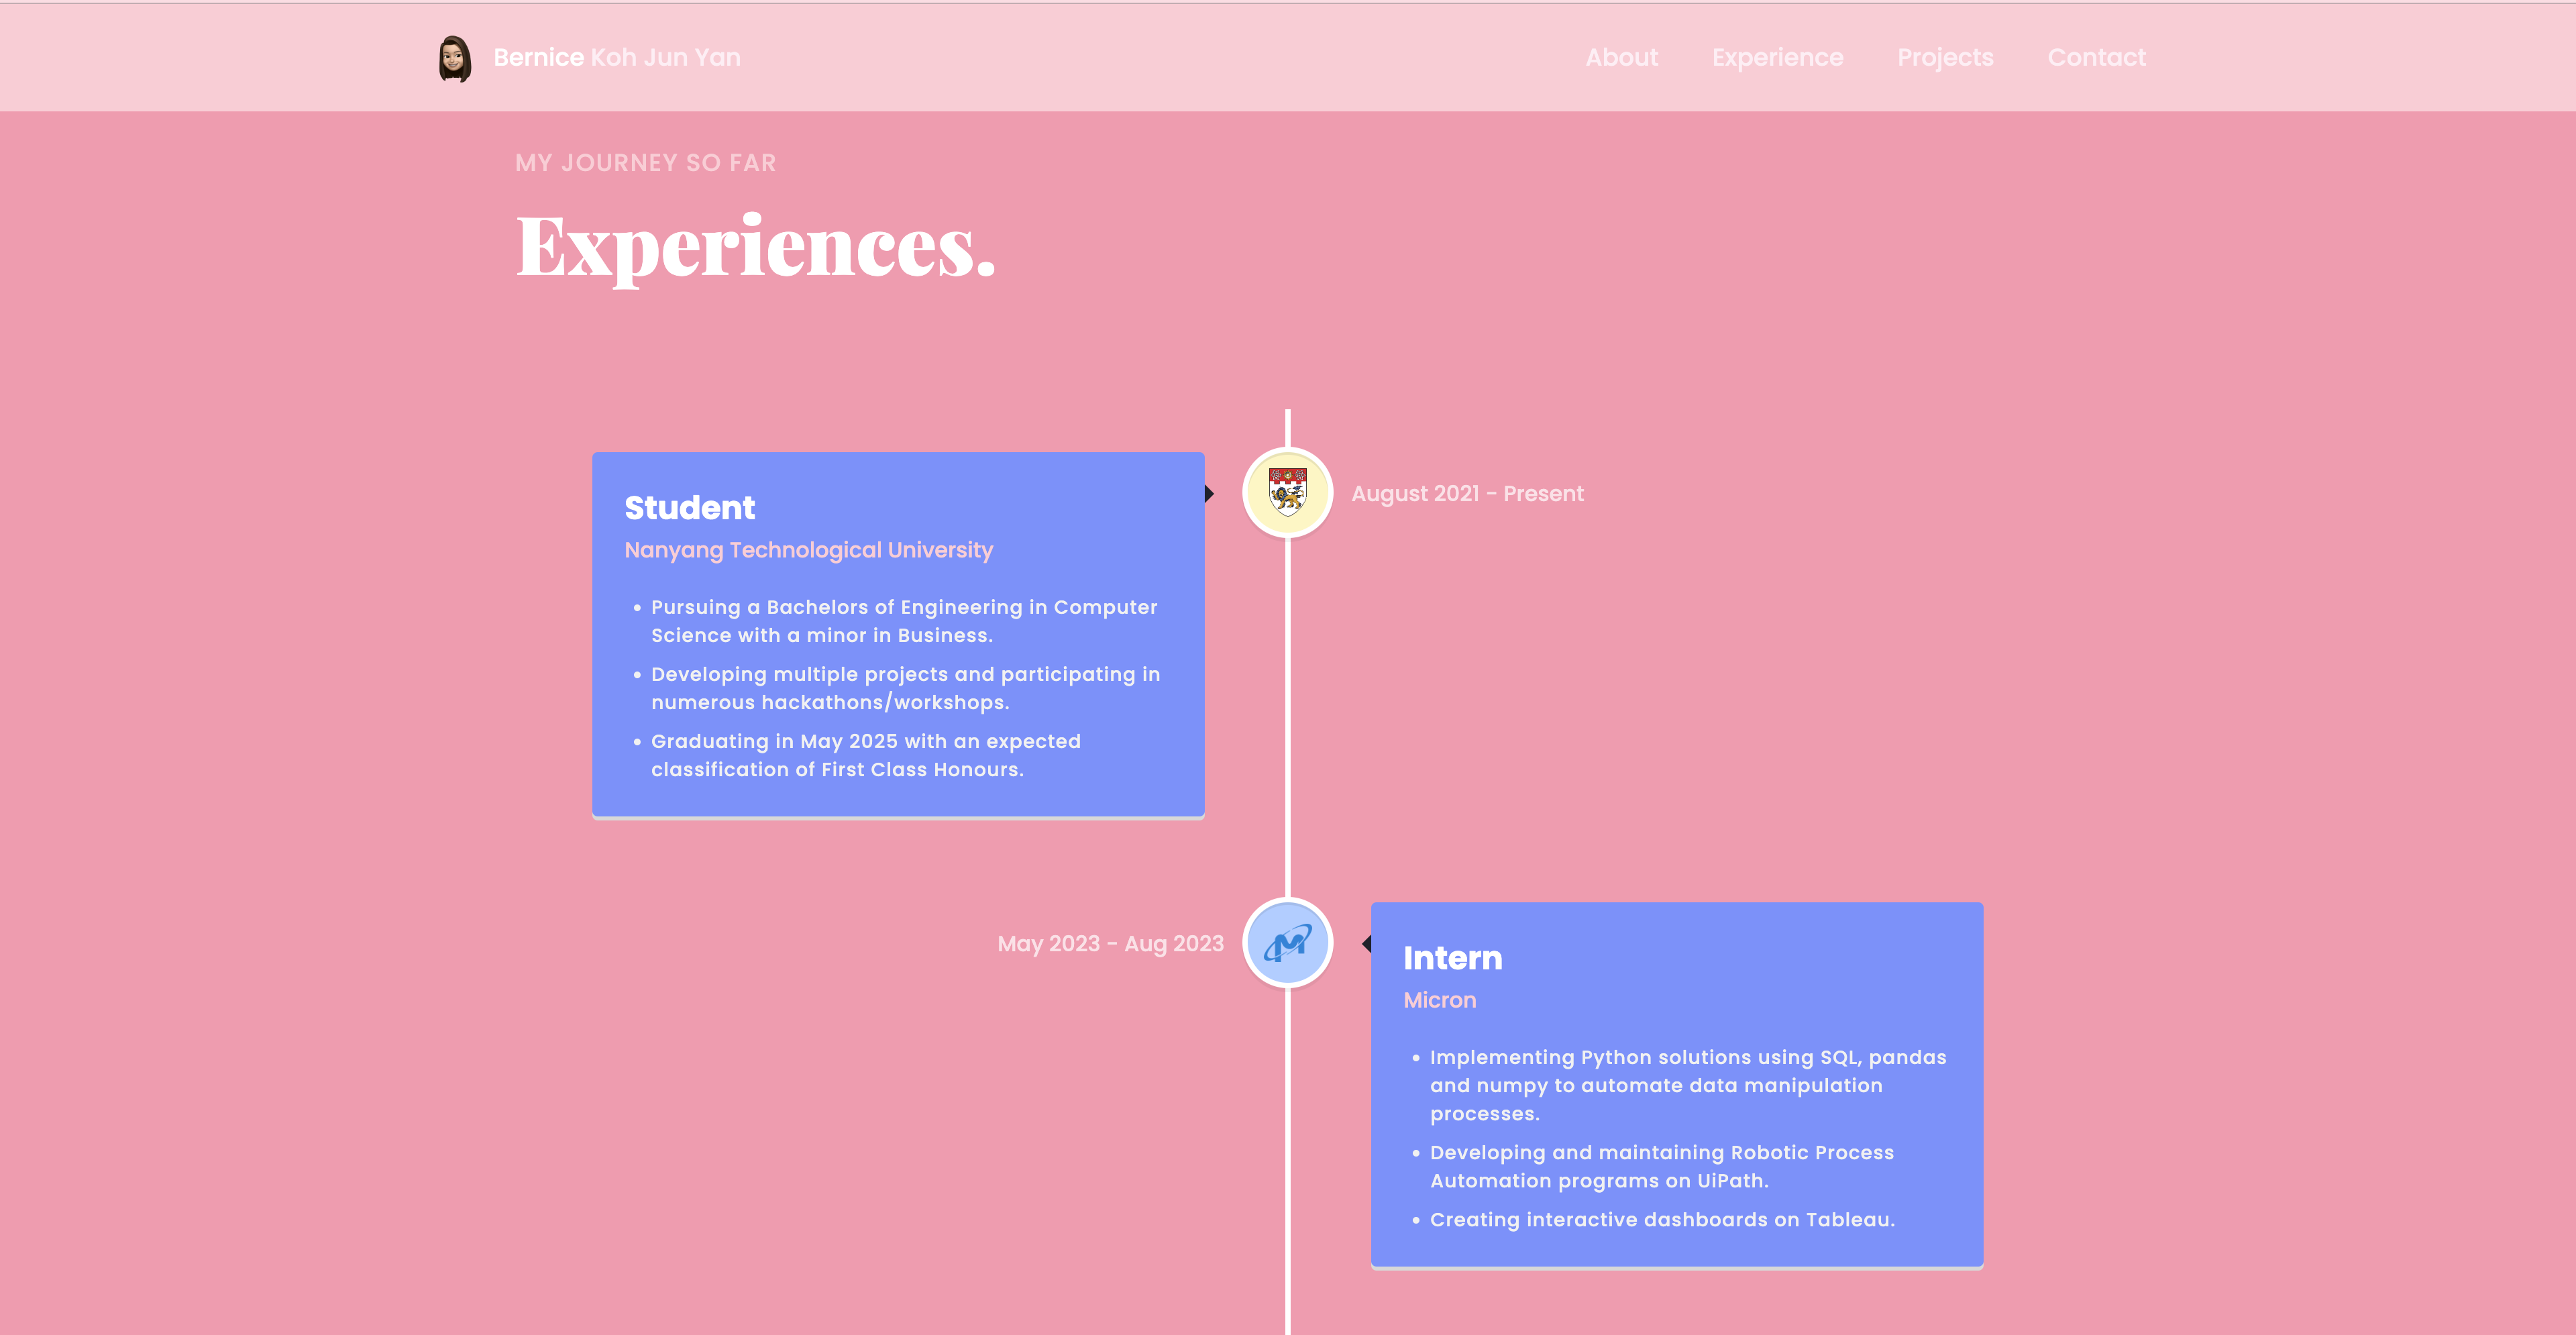 Bernice Koh Jun Yan
About Experience Projects Contact
MY JOURNEY SO FAR
Experiences.
August 2021 - Present
Student
Nanyang Technological University
Pursuing a Bachelors of Engineering in Computer
Science with a minor in Business.
Developing multiple projects and participating in
numerous hackathons/workshops.
Graduating in May 2025 with an expected
classification of First Class Honours.
May 2023 - Aug 2023
Intern
Micron
Implementing Python solutions using SQL, pandas
and numpy to automate data manipulation
processes.
Developing and maintaining Robotic Process
Automation programs on UiPath.
Creating interactive dashboards on Tableau.